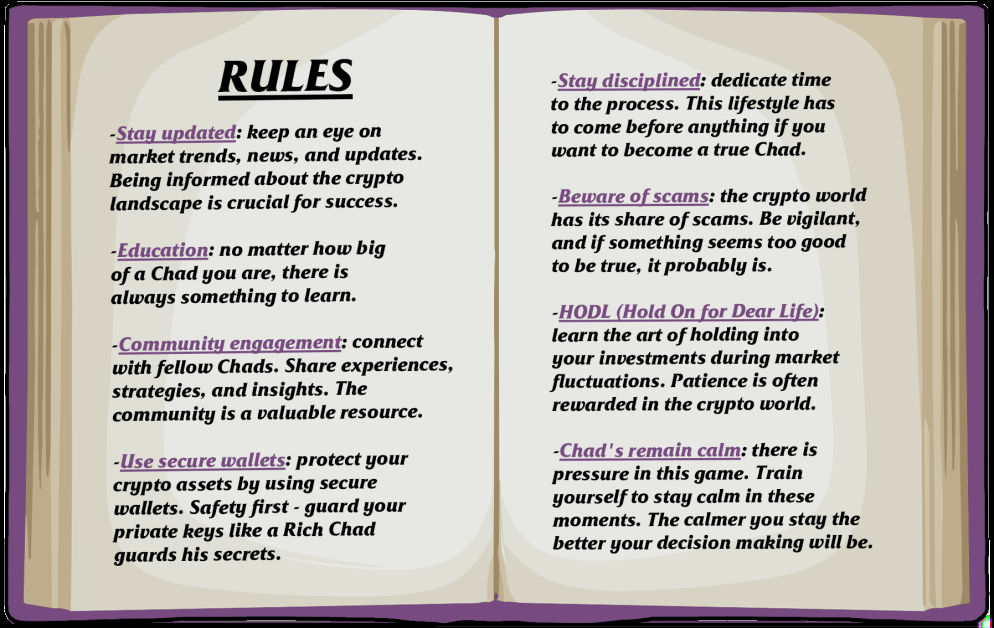 RULES
-Stay updated: keep an eye on
market trends, news, and updates.
Being informed about the crypto
landscape is crucial for success.
-Education: no matter how big
of a Chad you are, there is
always something to learn.
-Community engagement: connect
with fellow Chads. Share experiences,
strategies, and insights. The
community is a valuable resource.
-Use secure wallets: protect your
crypto assets by using secure
wallets. Safety first - guard your
private keys like a Rich Chad
guards his secrets.
-Stay disciplined: dedicate time
to the process. This lifestyle has
to come before anything if you
want to become a true Chad.
-Beware of scams: the crypto world
has its share of scams. Be vigilant,
and if something seems too good
to be true, it probably is.
-HODL (Hold On for Dear Life):
learn the art of holding into
your investments during market
fluctuations. Patience is often
rewarded in the crypto world.
-Chad's remain calm: there is
pressure in this game. Train
yourself to stay calm in these
moments. The calmer you stay the
better your decision making will be.